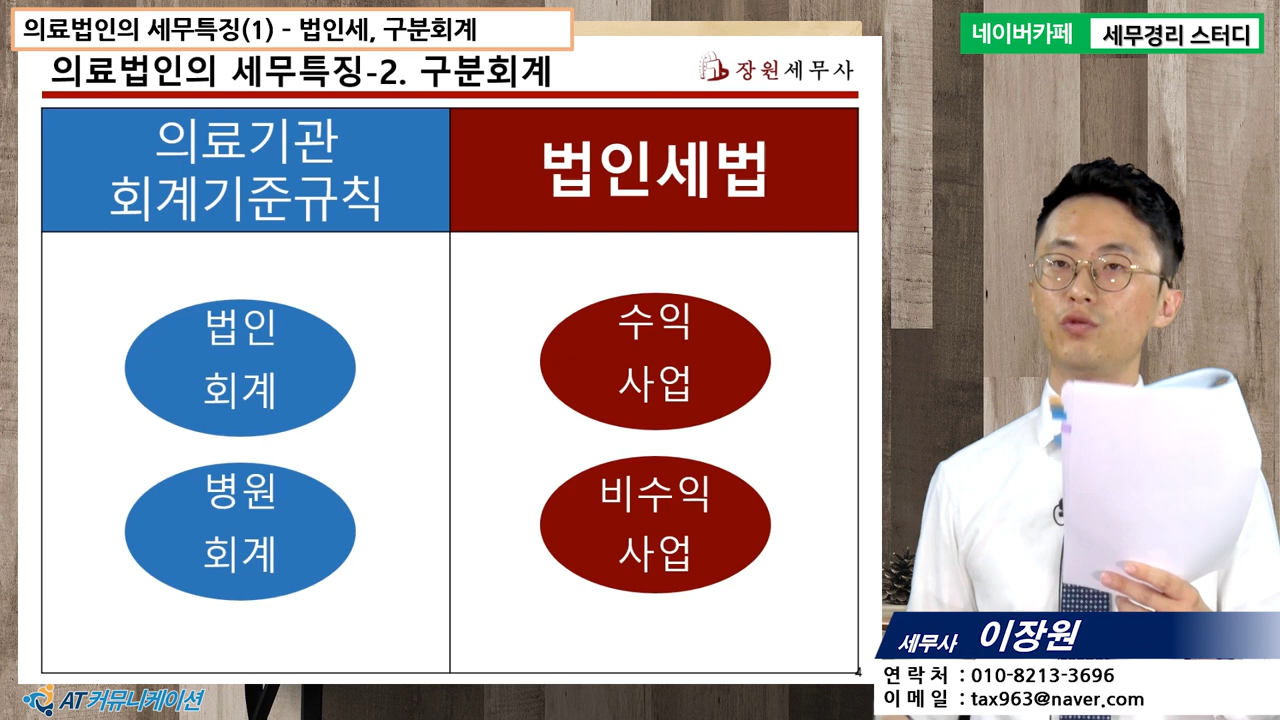 의료법인의 세무특징(1) - 법인세, 구분회계
네이버카페 세무경리 스터디
의료법인의 세무특징-2. 구분회계
장원세무사
의료기관
회계기준규칙
법인세법
법인
회계
수익
사업
병원
회계
비수익
사업
4
세무사 이장원
연 락 처 : 010-8213-3696
이 메 일 : tax963@naver.com
AT커뮤니케이션